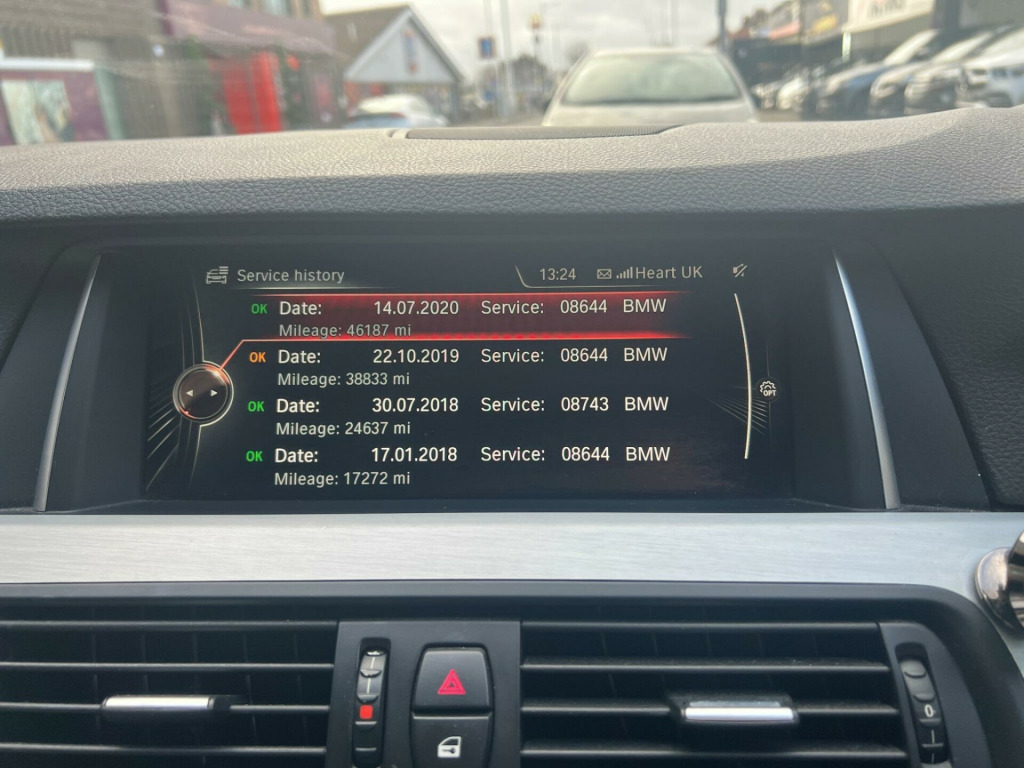 Service history 13:24 Heart UK
OK Date: 14.07.2020 Service: 08644 BMW
Mileage: 46187 mi
OK Date: 22.10.2019 Service: 08644 BMW
Mileage: 38833 mi
OK Date: 30.07.2018 Service: 08743 BMW
Mileage: 24637 mi
OK Date: 17.01.2018 Service: 08644 BMW
Mileage: 17272 mi
OPT
0